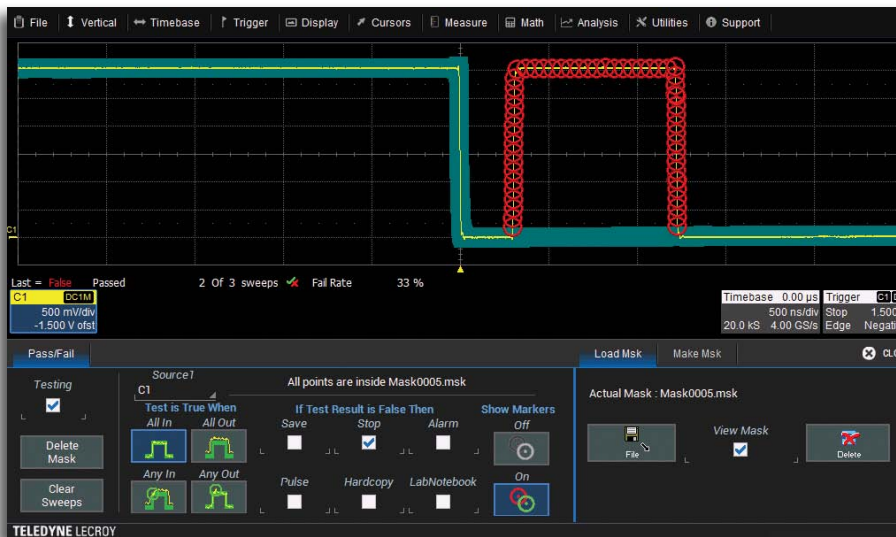 File Vertical Timebase Trigger Display Cursors Measure Math Analysis Utilities Support
C1
Last = False Passed 2 Of 3 sweeps Fail Rate 33 %
C1 DC1M
500 mV/div
-1.500 V ofst
Timebase 0.00 µs
500 ns/div
20.0 kS 4.00 GS/s
Trigger C1
Stop 1.500
Edge Negati
Pass/Fail
Testing
Delete
Mask
Clear
Sweeps
Source1
C1
All points are inside Mask0005.msk
Test is True When
All In All Out
Any In Any Out
If Test Result is False Then
Save Stop Alarm
Pulse Hardcopy LabNotebook
Show Markers
Off
On
Load Msk Make Msk CLO
Actual Mask : Mask0005.msk
File
View Mask
Delete
TELEDYNE LECROY